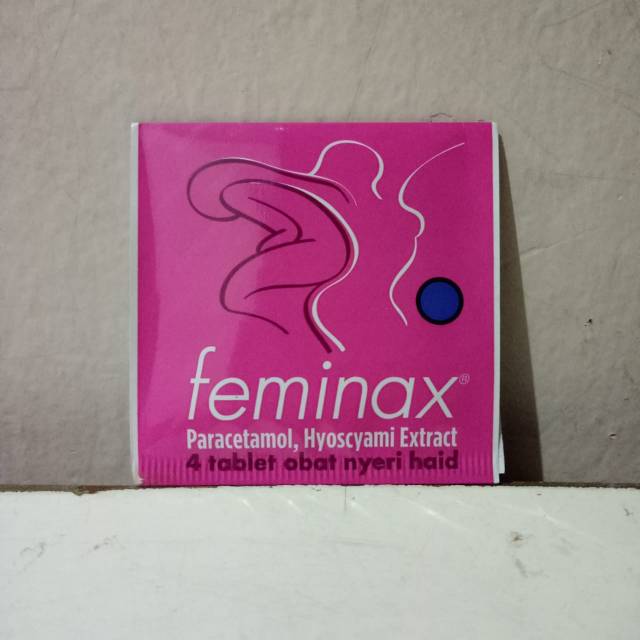 feminax®
Paracetamol, Hyoscyami Extract
4 tablet obat nyeri haid